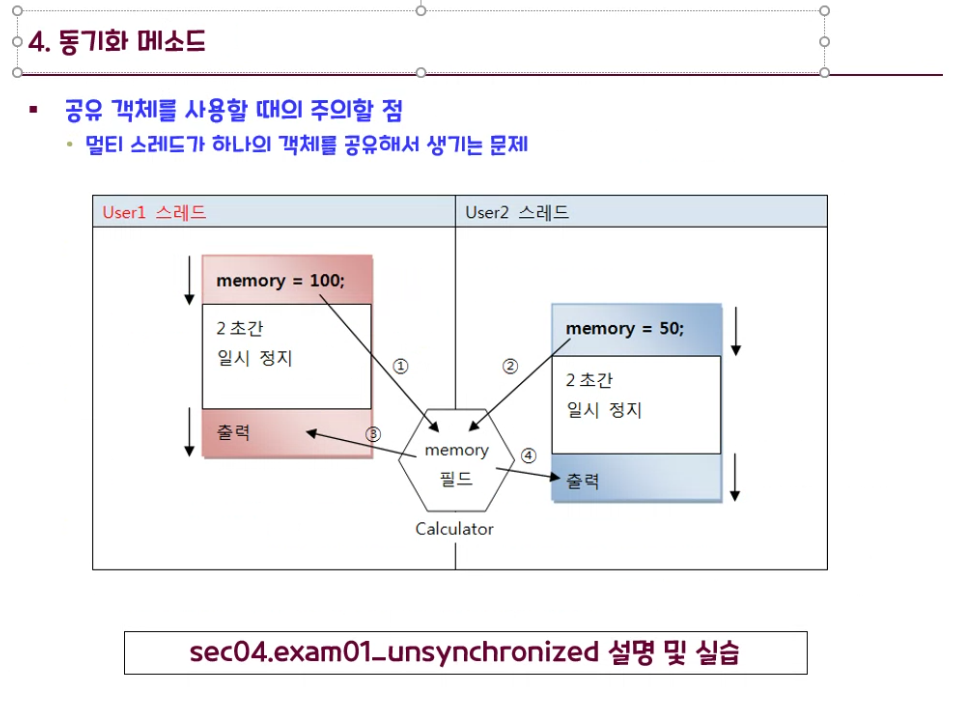 4. 동기화 메소드
▪ 공유 객체를 사용할 때의 주의할 점
• 멀티 스레드가 하나의 객체를 공유해서 생기는 문제
User1 스레드
User2 스레드
memory = 100;
2초간
일시 정지
출력
①
②
③
④
memory = 50;
2초간
일시 정지
출력
memory
필드
Calculator
sec04.exam01_unsynchronized 설명 및 실습